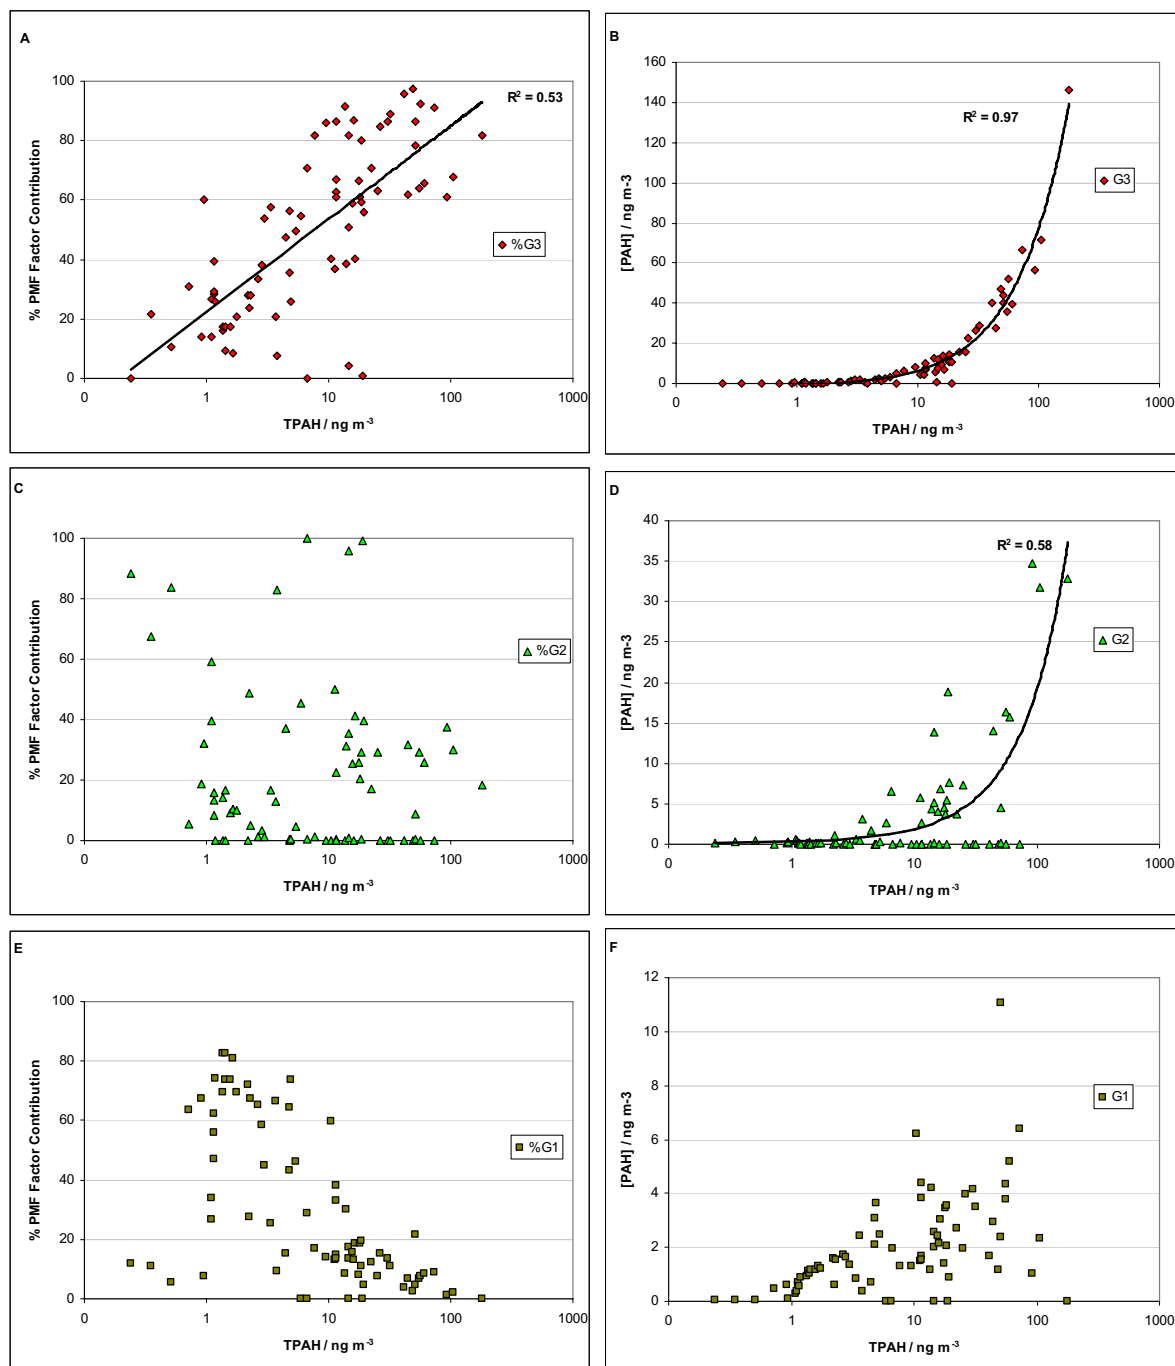 A
% PMF Factor Contribution
100
80
60
40
20
0
R² = 0.53
%G3
0
1
10
100
1000
TPAH / ng m⁻³
B
[PAH] / ng m-3
160
140
120
100
80
60
40
20
0
R² = 0.97
G3
0
1
10
100
1000
TPAH / ng m⁻³
C
% PMF Factor Contribution
100
80
60
40
20
0
%G2
0
1
10
100
1000
TPAH / ng m⁻³
D
[PAH] / ng m-3
40
35
30
25
20
15
10
5
0
R² = 0.58
G2
0
1
10
100
1000
TPAH / ng m⁻³
E
% PMF Factor Contribution
100
80
60
40
20
0
%G1
0
1
10
100
1000
TPAH / ng m⁻³
F
[PAH] / ng m-3
12
10
8
6
4
2
0
G1
0
1
10
100
1000
TPAH / ng m⁻³